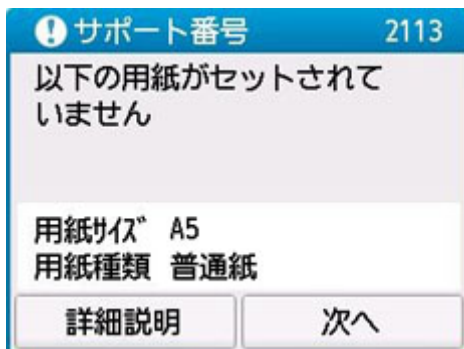 サポート番号 2113
以下の用紙がセットされて
いません
用紙ｻｲｽﾞ A5
用紙種類 普通紙
詳細説明 次へ